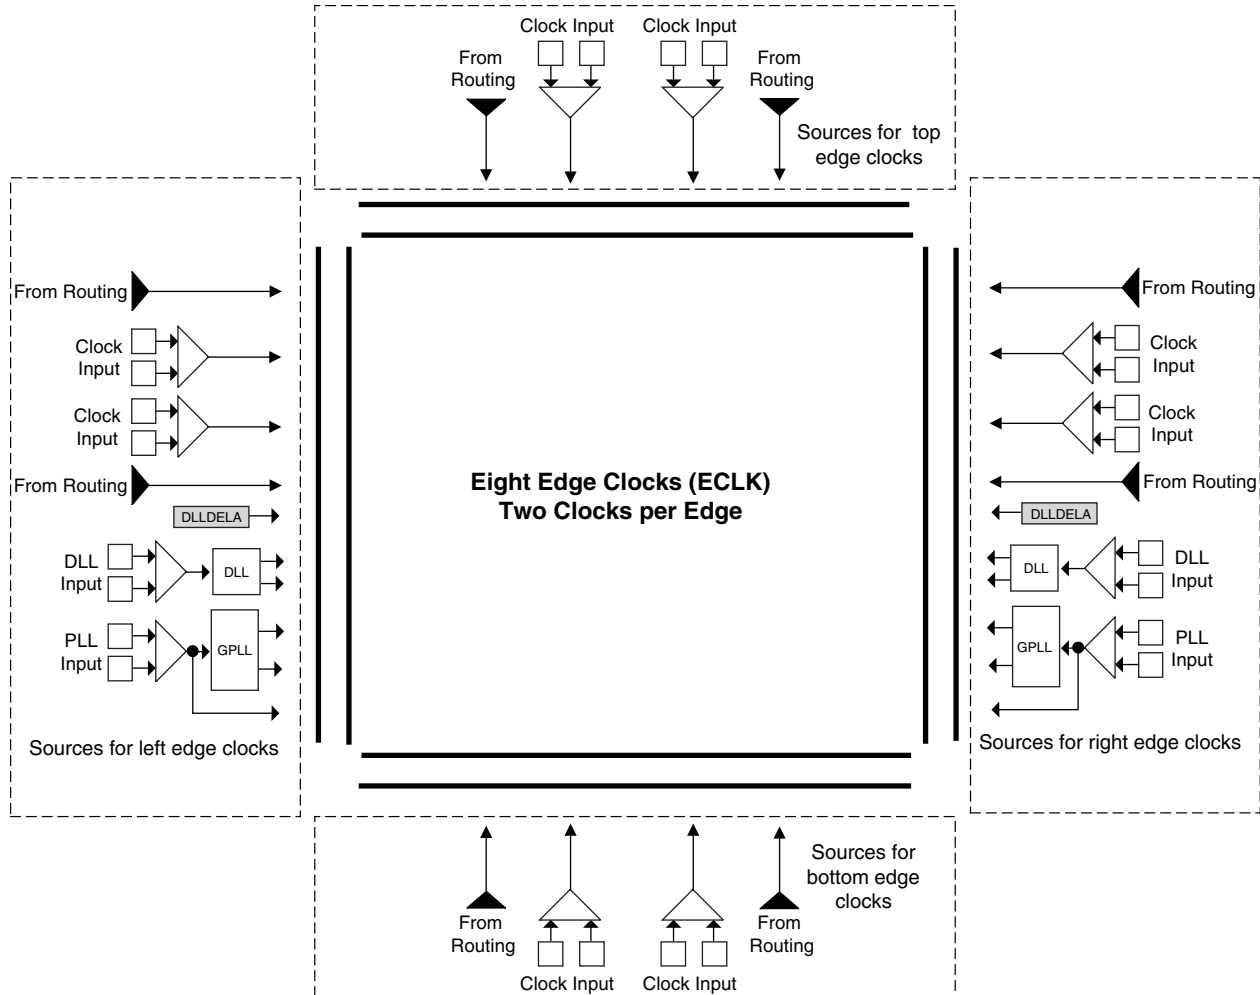 Clock Input
Clock Input
From
Routing
From
Routing
Sources for top
edge clocks
From Routing
Clock
Input
Clock
Input
From Routing
DLLDELA
DLL
Input
DLL
PLL
Input
GPLL
Sources for left edge clocks
Eight Edge Clocks (ECLK)
Two Clocks per Edge
From Routing
Clock
Input
Clock
Input
From Routing
DLLDELA
DLL
DLL
Input
GPLL
PLL
Input
Sources for right edge clocks
Sources for
bottom edge
clocks
From
Routing
From
Routing
Clock Input
Clock Input